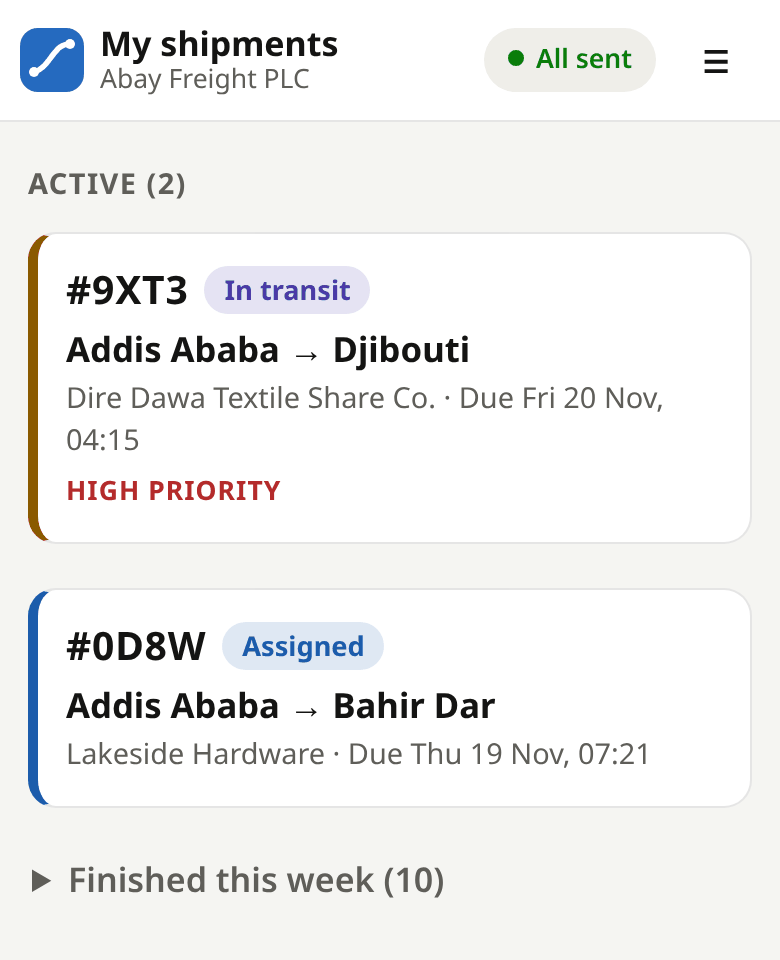 My shipments
Abay Freight PLC
All sent
ACTIVE (2)
#9XT3 In transit
Addis Ababa → Djibouti
Dire Dawa Textile Share Co. · Due Fri 20 Nov,
04:15
HIGH PRIORITY
#0D8W Assigned
Addis Ababa → Bahir Dar
Lakeside Hardware · Due Thu 19 Nov, 07:21
Finished this week (10)